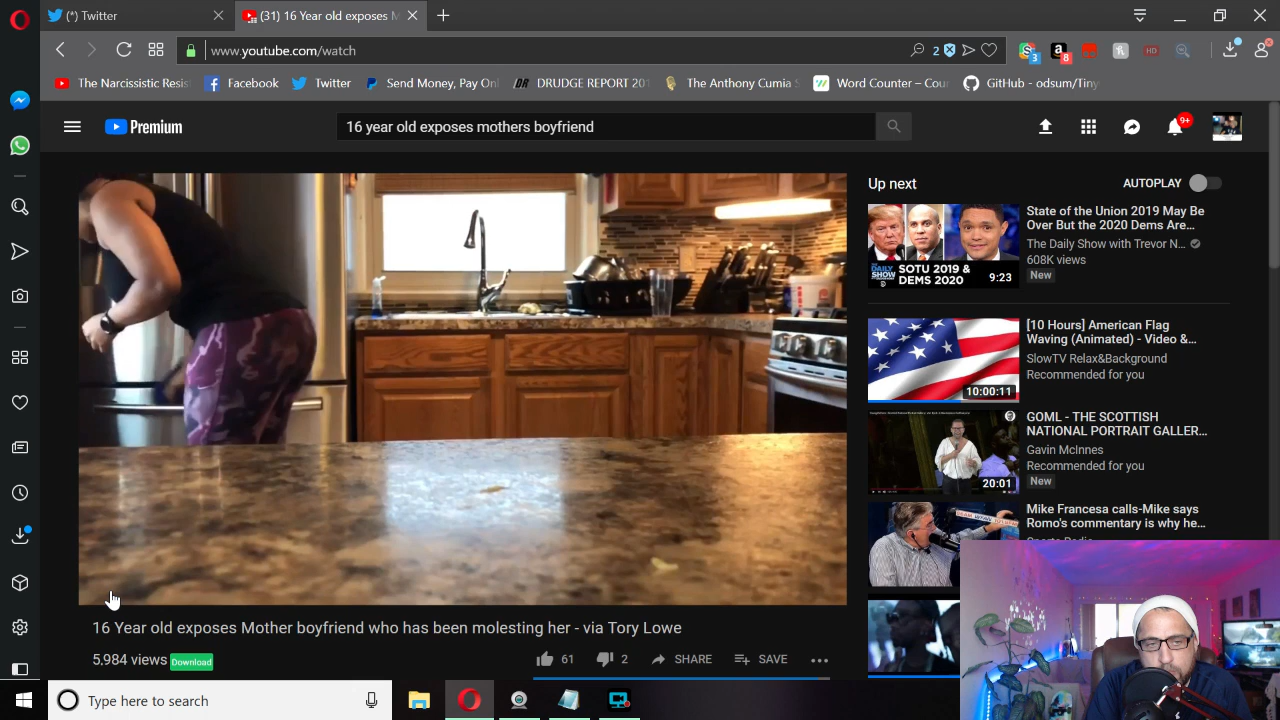 (*) Twitter
(31) 16 Year old exposes M
www.youtube.com/watch
2
3
8
HD
The Narcissistic Resis
Facebook
Twitter
Send Money, Pay Onl
DR
DRUDGE REPORT 201
The Anthony Cumia S
Word Counter – Cou
GitHub - odsum/Tiny
Premium
16 year old exposes mothers boyfriend
9+
Up next
AUTOPLAY
State of the Union 2019 May Be
Over But the 2020 Dems Are...
The Daily Show with Trevor N...
608K views
New
SOTU 2019 &
DEMS 2020
9:23
[10 Hours] American Flag
Waving (Animated) - Video &...
SlowTV Relax&Background
Recommended for you
10:00:11
GOML - THE SCOTTISH
NATIONAL PORTRAIT GALLER...
Gavin McInnes
Recommended for you
New
20:01
Mike Francesa calls-Mike says
Romo's commentary is why he...
16 Year old exposes Mother boyfriend who has been molesting her - via Tory Lowe
5,984 views
Download
61
2
SHARE
SAVE
Type here to search